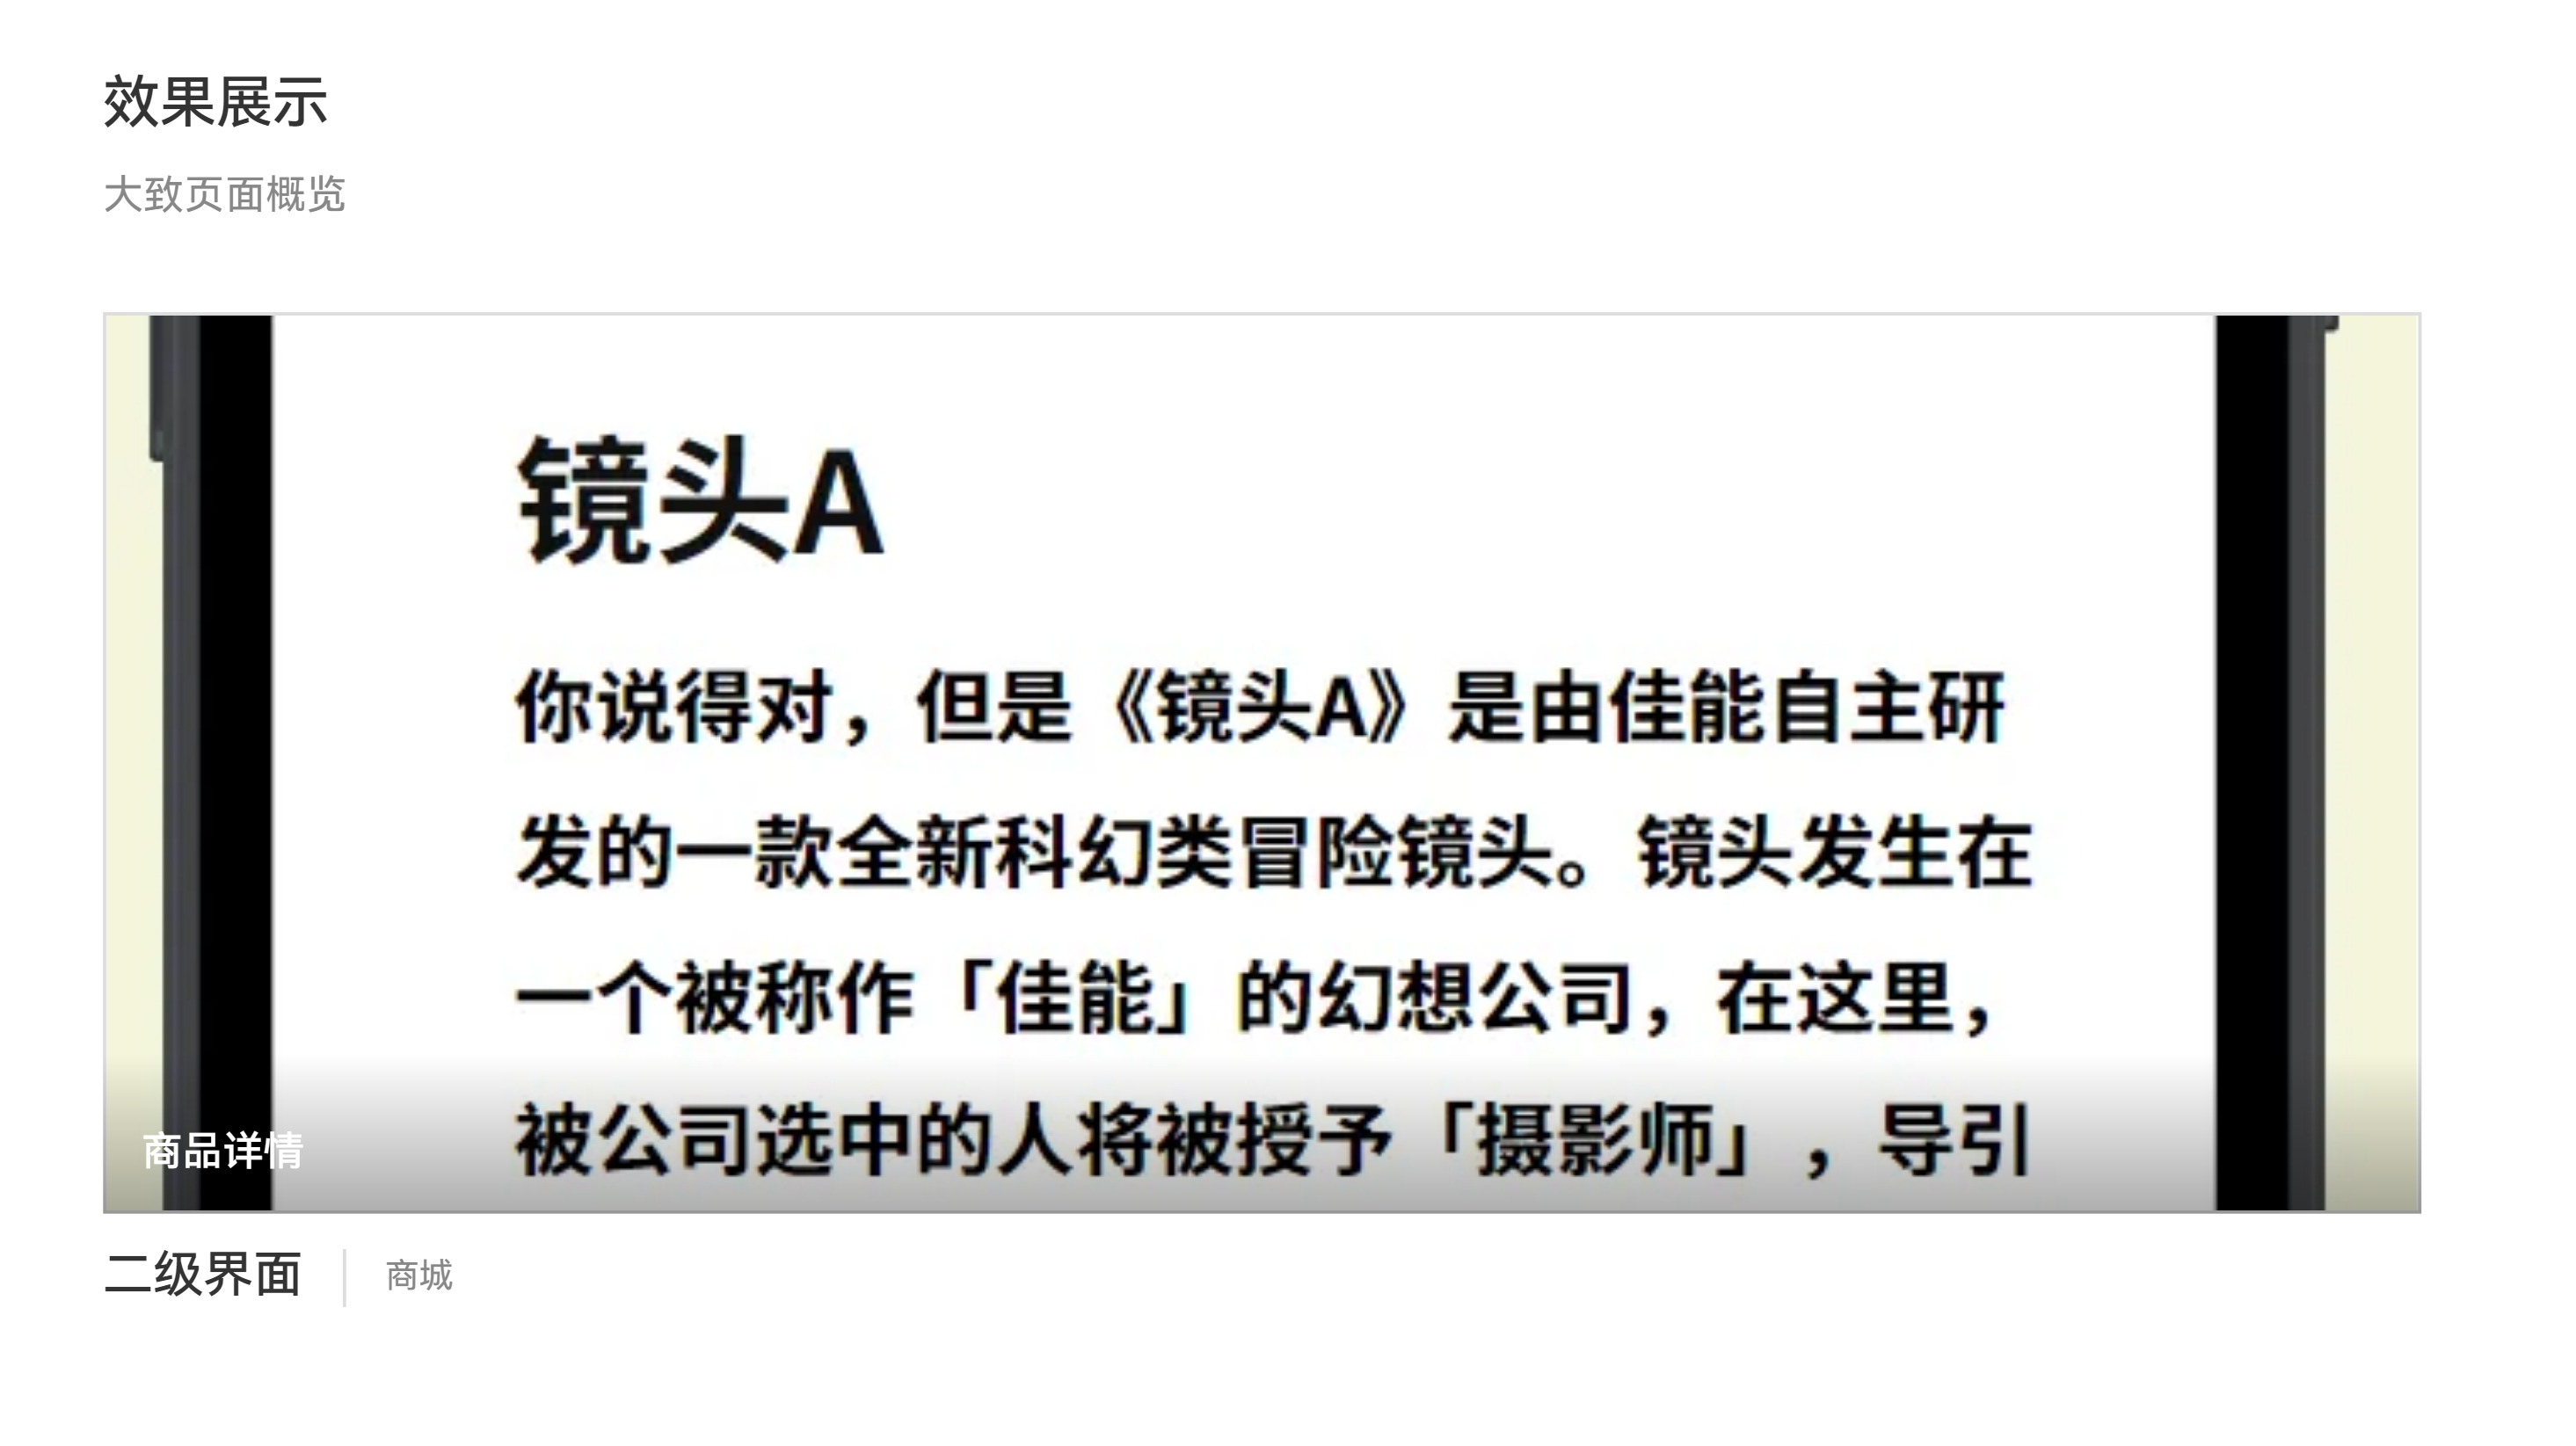 效果展示
大致页面概览
镜头A
你说得对，但是《镜头A》是由佳能自主研
发的一款全新科幻类冒险镜头。镜头发生在
一个被称作「佳能」的幻想公司，在这里，
被公司选中的人将被授予「摄影师」，导引
商品详情
二级界面
商城